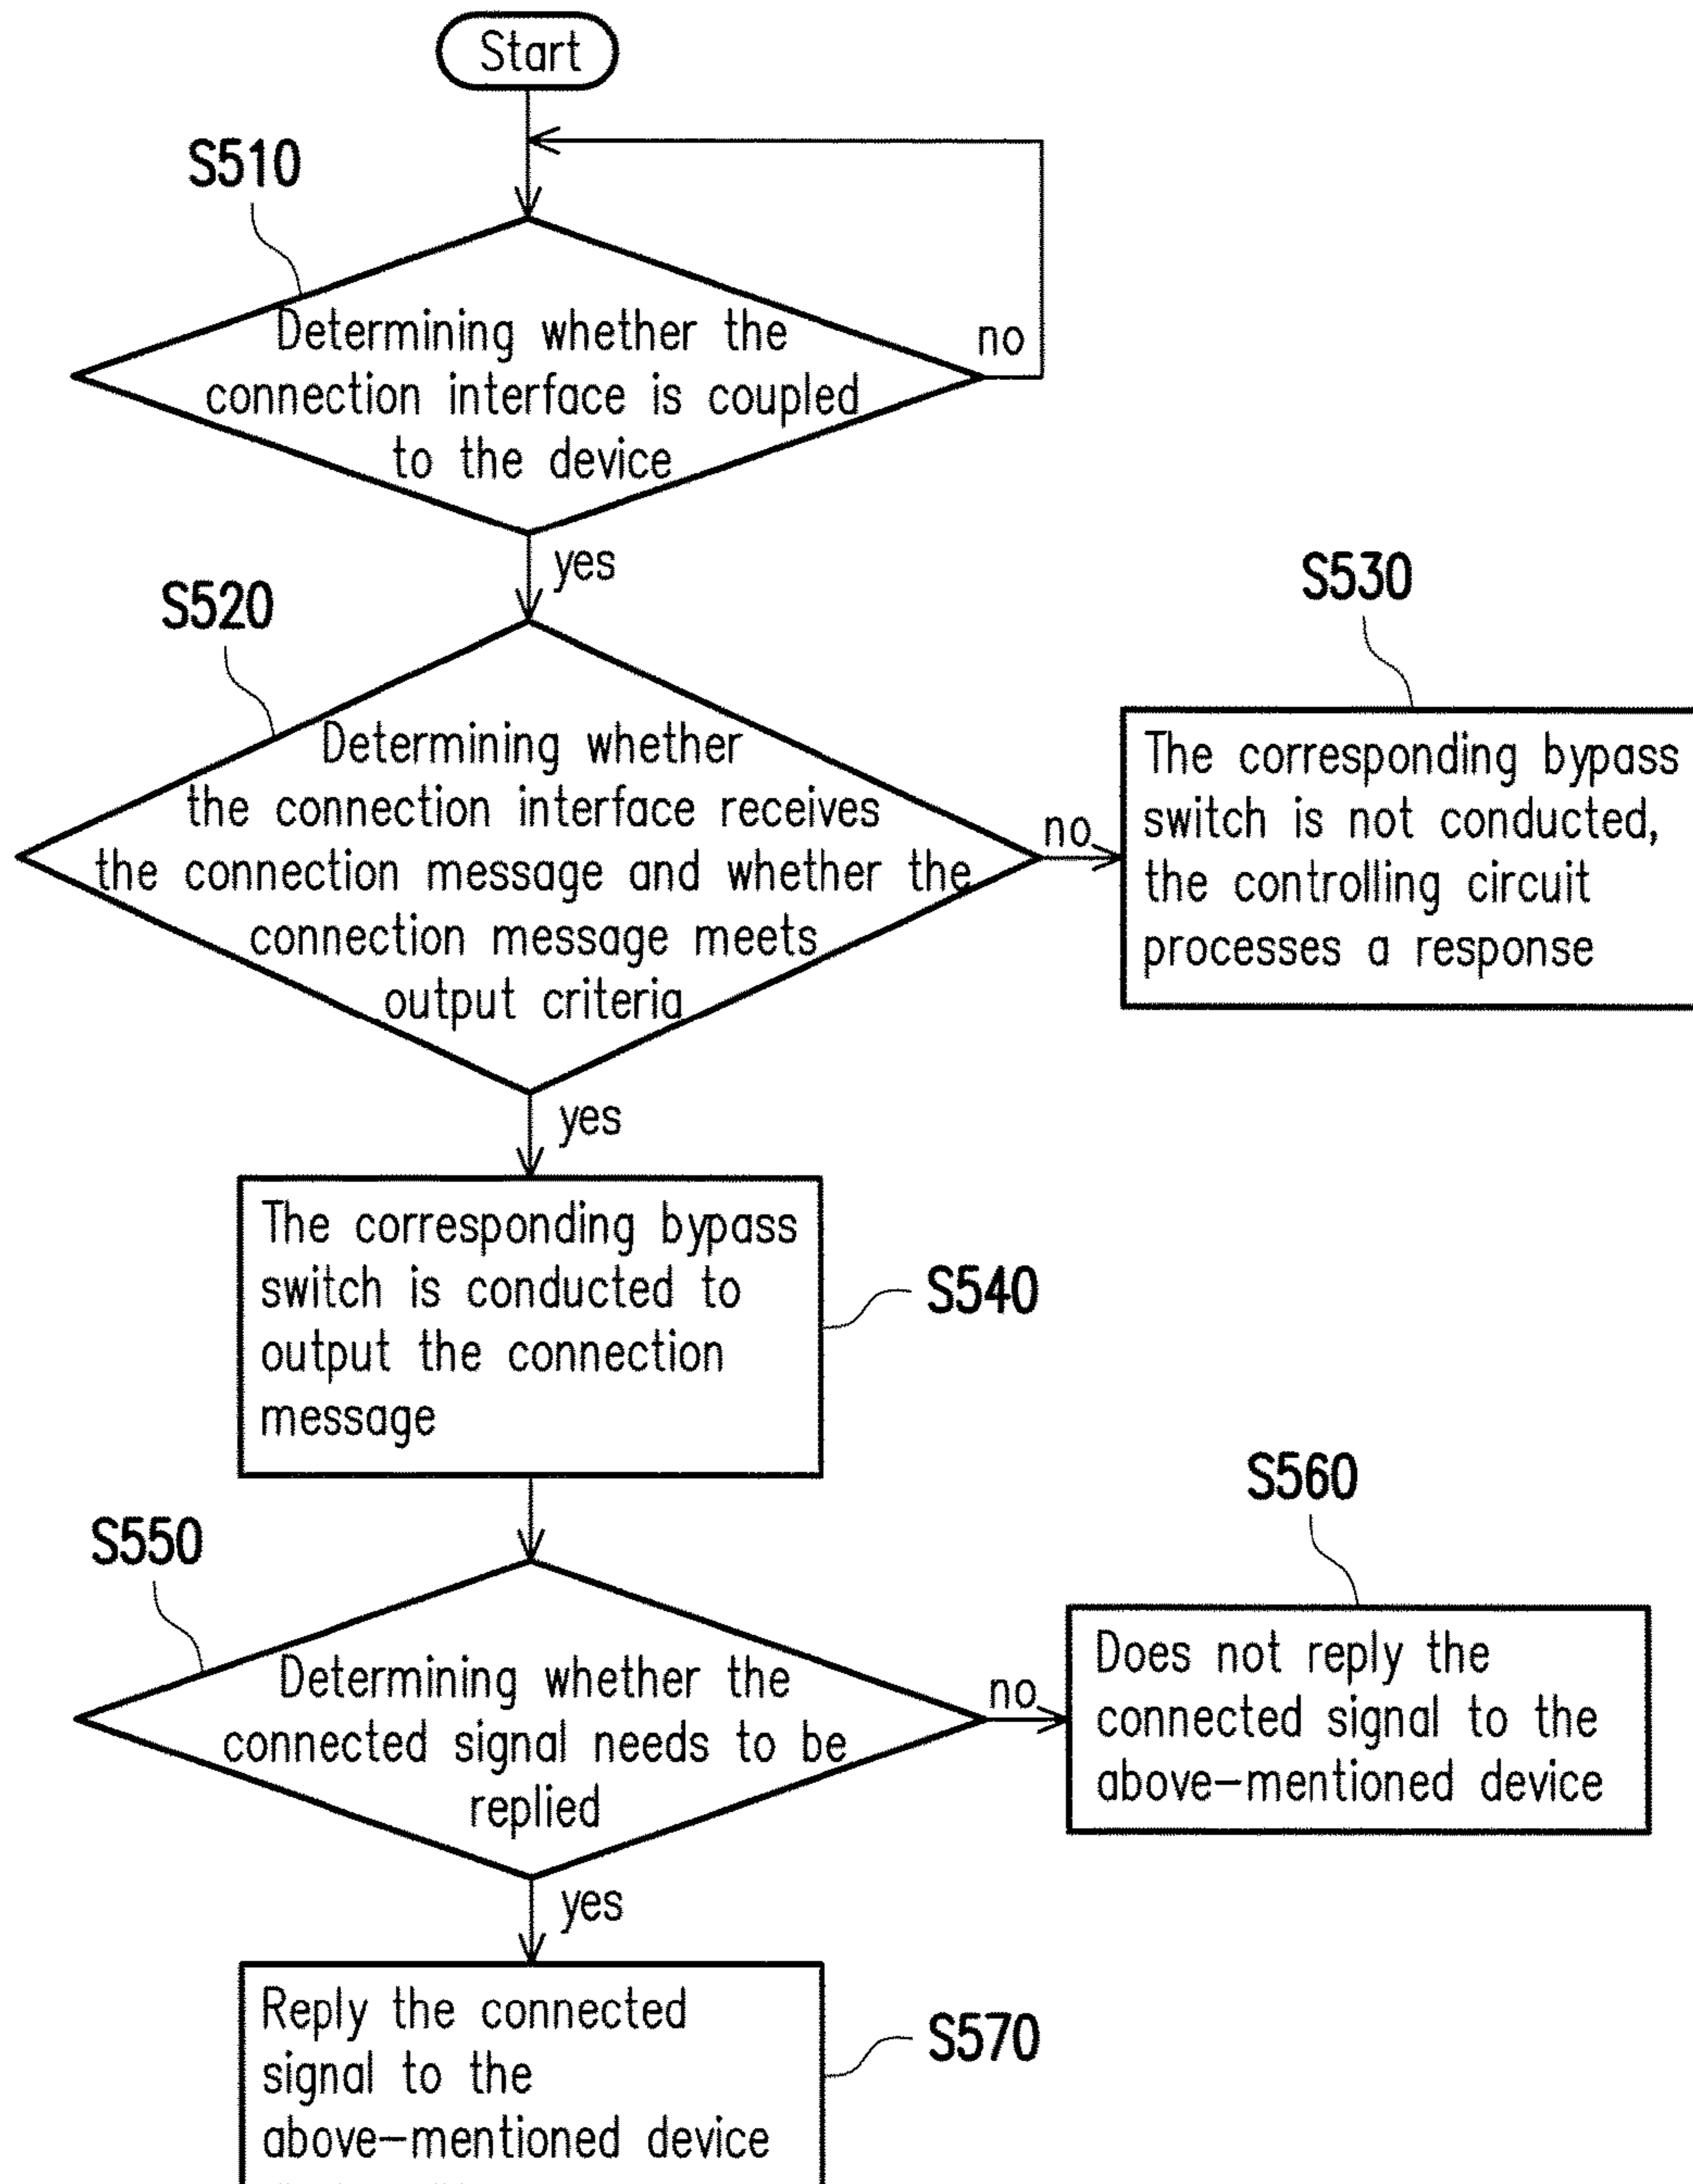 Start
S510
Determining whether the
connection interface is coupled
to the device
no
yes
S520
Determining whether
the connection interface receives
the connection message and whether the
connection message meets
output criteria
no
S530
The corresponding bypass
switch is not conducted,
the controlling circuit
processes a response
yes
The corresponding bypass
switch is conducted to
output the connection
message
S540
S550
Determining whether the
connected signal needs to be
replied
no
S560
Does not reply the
connected signal to the
above-mentioned device
yes
Reply the connected
signal to the
above-mentioned device
S570